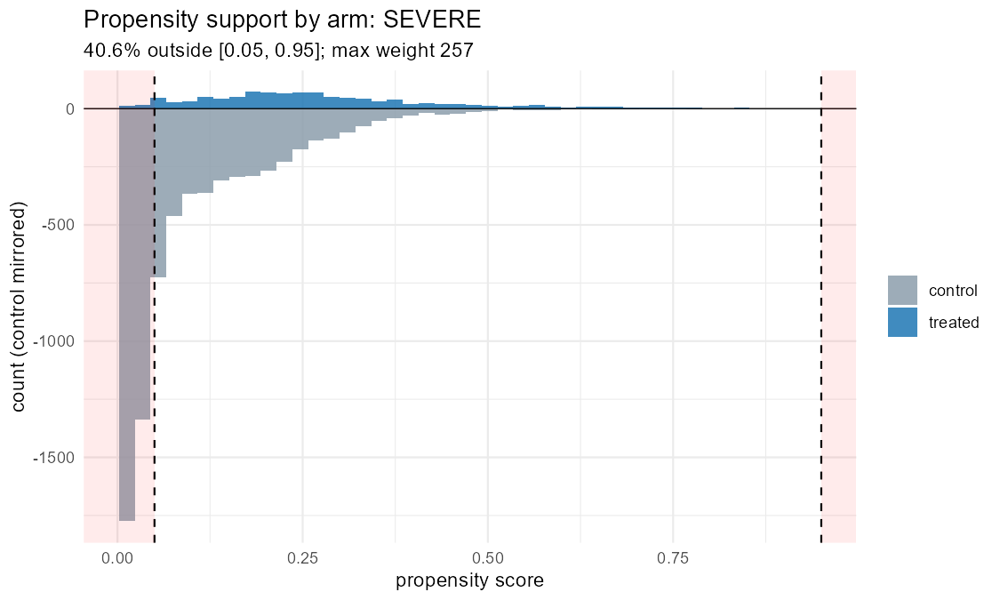 Propensity support by arm: SEVERE
40.6% outside [0.05, 0.95]; max weight 257
count (control mirrored)
0
-500
-1000
-1500
0.00
0.25
0.50
0.75
propensity score
control
treated